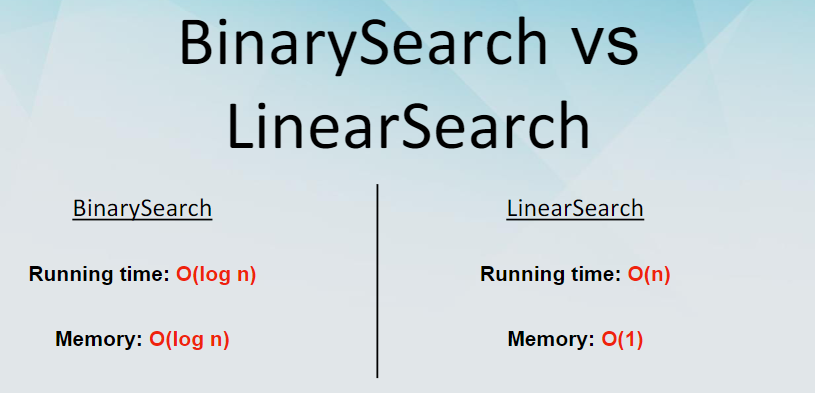 BinarySearch vs
LinearSearch
BinarySearch
Running time: O(log n)
Memory: O(log n)
LinearSearch
Running time: O(n)
Memory: O(1)